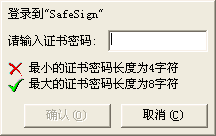 登录到"SafeSign"
请输入证书密码:
最小的证书密码长度为4字符
最大的证书密码长度为8字符
确认(O) 取消(C)